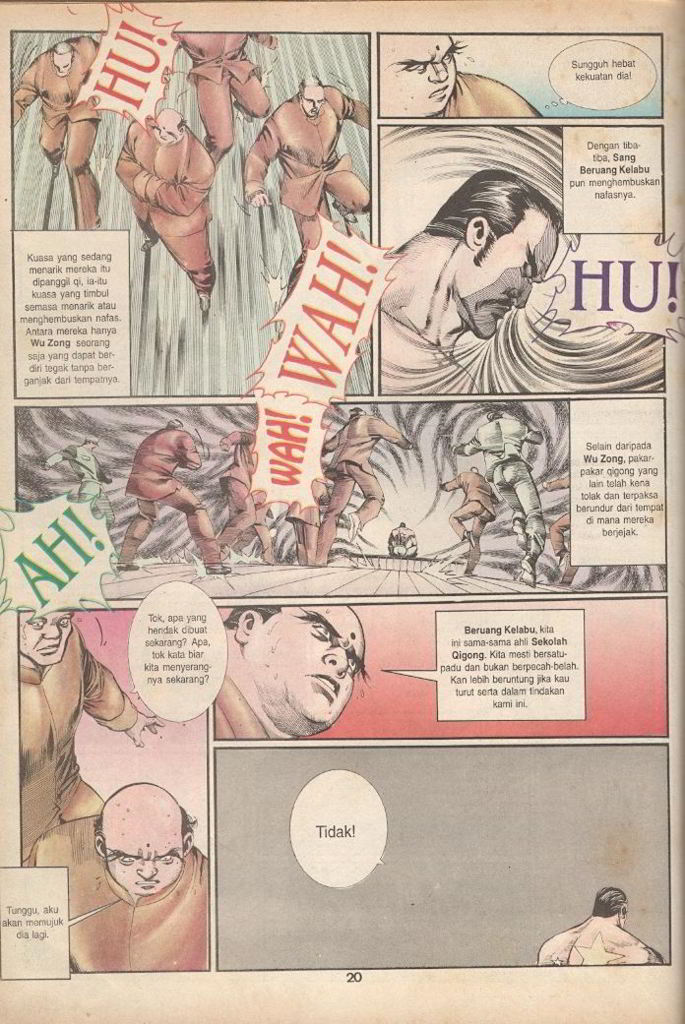 HU!
Sungguh hebat
kekuatan dia!
Dengan tiba-
tiba, Sang
Beruang Kelabu
pun menghembuskan
nafasnya.
Kuasa yang sedang
menarik mereka itu
dipanggil qi, ia-itu
kuasa yang timbul
semasa menarik atau
menghembuskan nafas.
Antara mereka hanya
Wu Zong seorang
saja yang dapat ber-
diri tegak tanpa ber-
ganjak dari tempatnya.
WAH!
HU!
WAH!
Selain daripada
Wu Zong, pakar-
pakar qigong yang
lain telah kena
tolak dan terpaksa
berundur dari tempat
di mana mereka
berjejak.
AH!
Tok, apa yang
hendak dibuat
sekarang? Apa,
tok kata biar
kita menyerang-
nya sekarang?
Beruang Kelabu, kita
ini sama-sama ahli Sekolah
Qigong. Kita mesti bersatu-
padu dan bukan berpecah-belah.
Kan lebih beruntung jika kau
turut serta dalam tindakan
kami ini.
Tidak!
Tunggu, aku
akan memujuk
dia lagi.
20